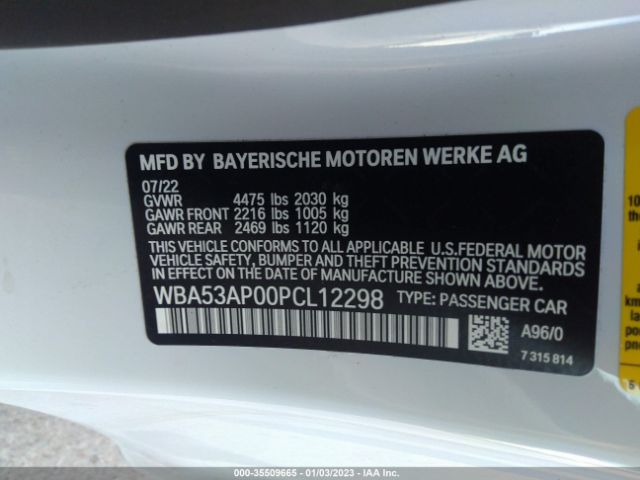 MFD BY BAYERISCHE MOTOREN WERKE AG
07/22
GVWR 4475 lbs 2030 kg
GAWR FRONT 2216 lbs 1005 kg
GAWR REAR 2469 lbs 1120 kg
THIS VEHICLE CONFORMS TO ALL APPLICABLE U.S.FEDERAL MOTOR
VEHICLE SAFETY, BUMPER AND THEFT PREVENTION STANDARDS
IN EFFECT ON THE DATE OF MANUFACTURE SHOWN ABOVE.
WBA53AP00PCL12298 TYPE: PASSENGER CAR
A96/0
7 315 814
000-35509665 - 01/03/2023 - IAA Inc.